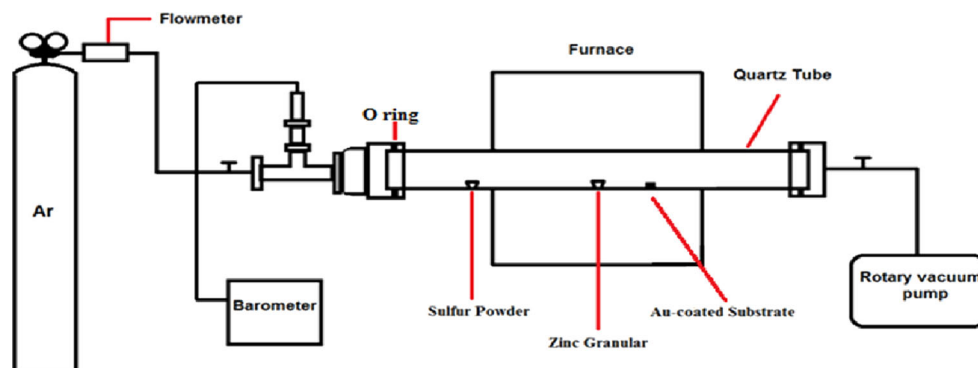 Flowmeter
Furnace
Quartz Tube
O ring
Ar
Barometer
Sulfur Powder
Zinc Granular
Au-coated Substrate
Rotary vacuum
pump